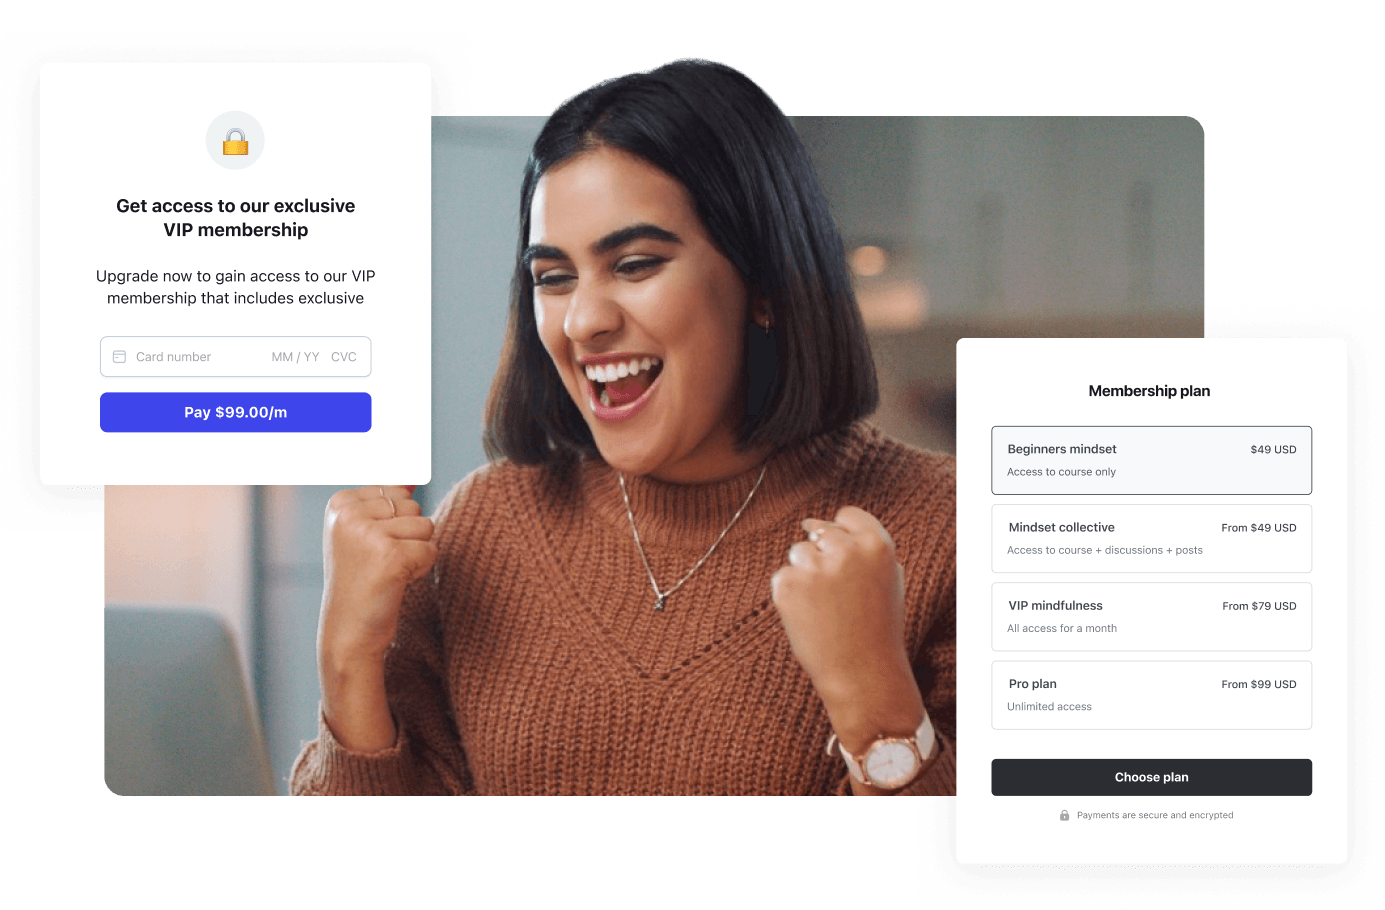 Get access to our exclusive
VIP membership
Upgrade now to gain access to our VIP
membership that includes exclusive
Card number MM / YY CVC
Pay $99.00/m
Membership plan
Beginners mindset $49 USD
Access to course only
Mindset collective From $49 USD
Access to course + discussions + posts
VIP mindfulness From $79 USD
All access for a month
Pro plan From $99 USD
Unlimited access
Choose plan
Payments are secure and encrypted